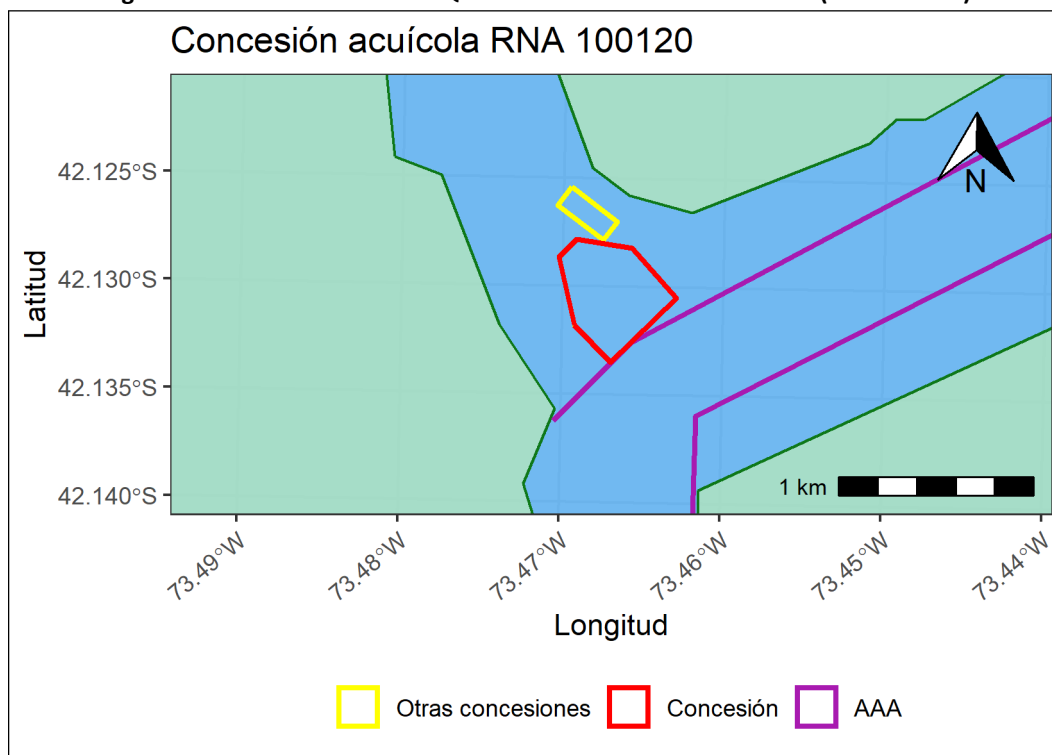 Concesión acuícola RNA 100120
Latitud
42.125°S
42.130°S
42.135°S
42.140°S
N
1 km
73.49°W
73.48°W
73.47°W
73.46°W
73.45°W
73.44°W
Longitud
Otras concesiones
Concesión
AAA